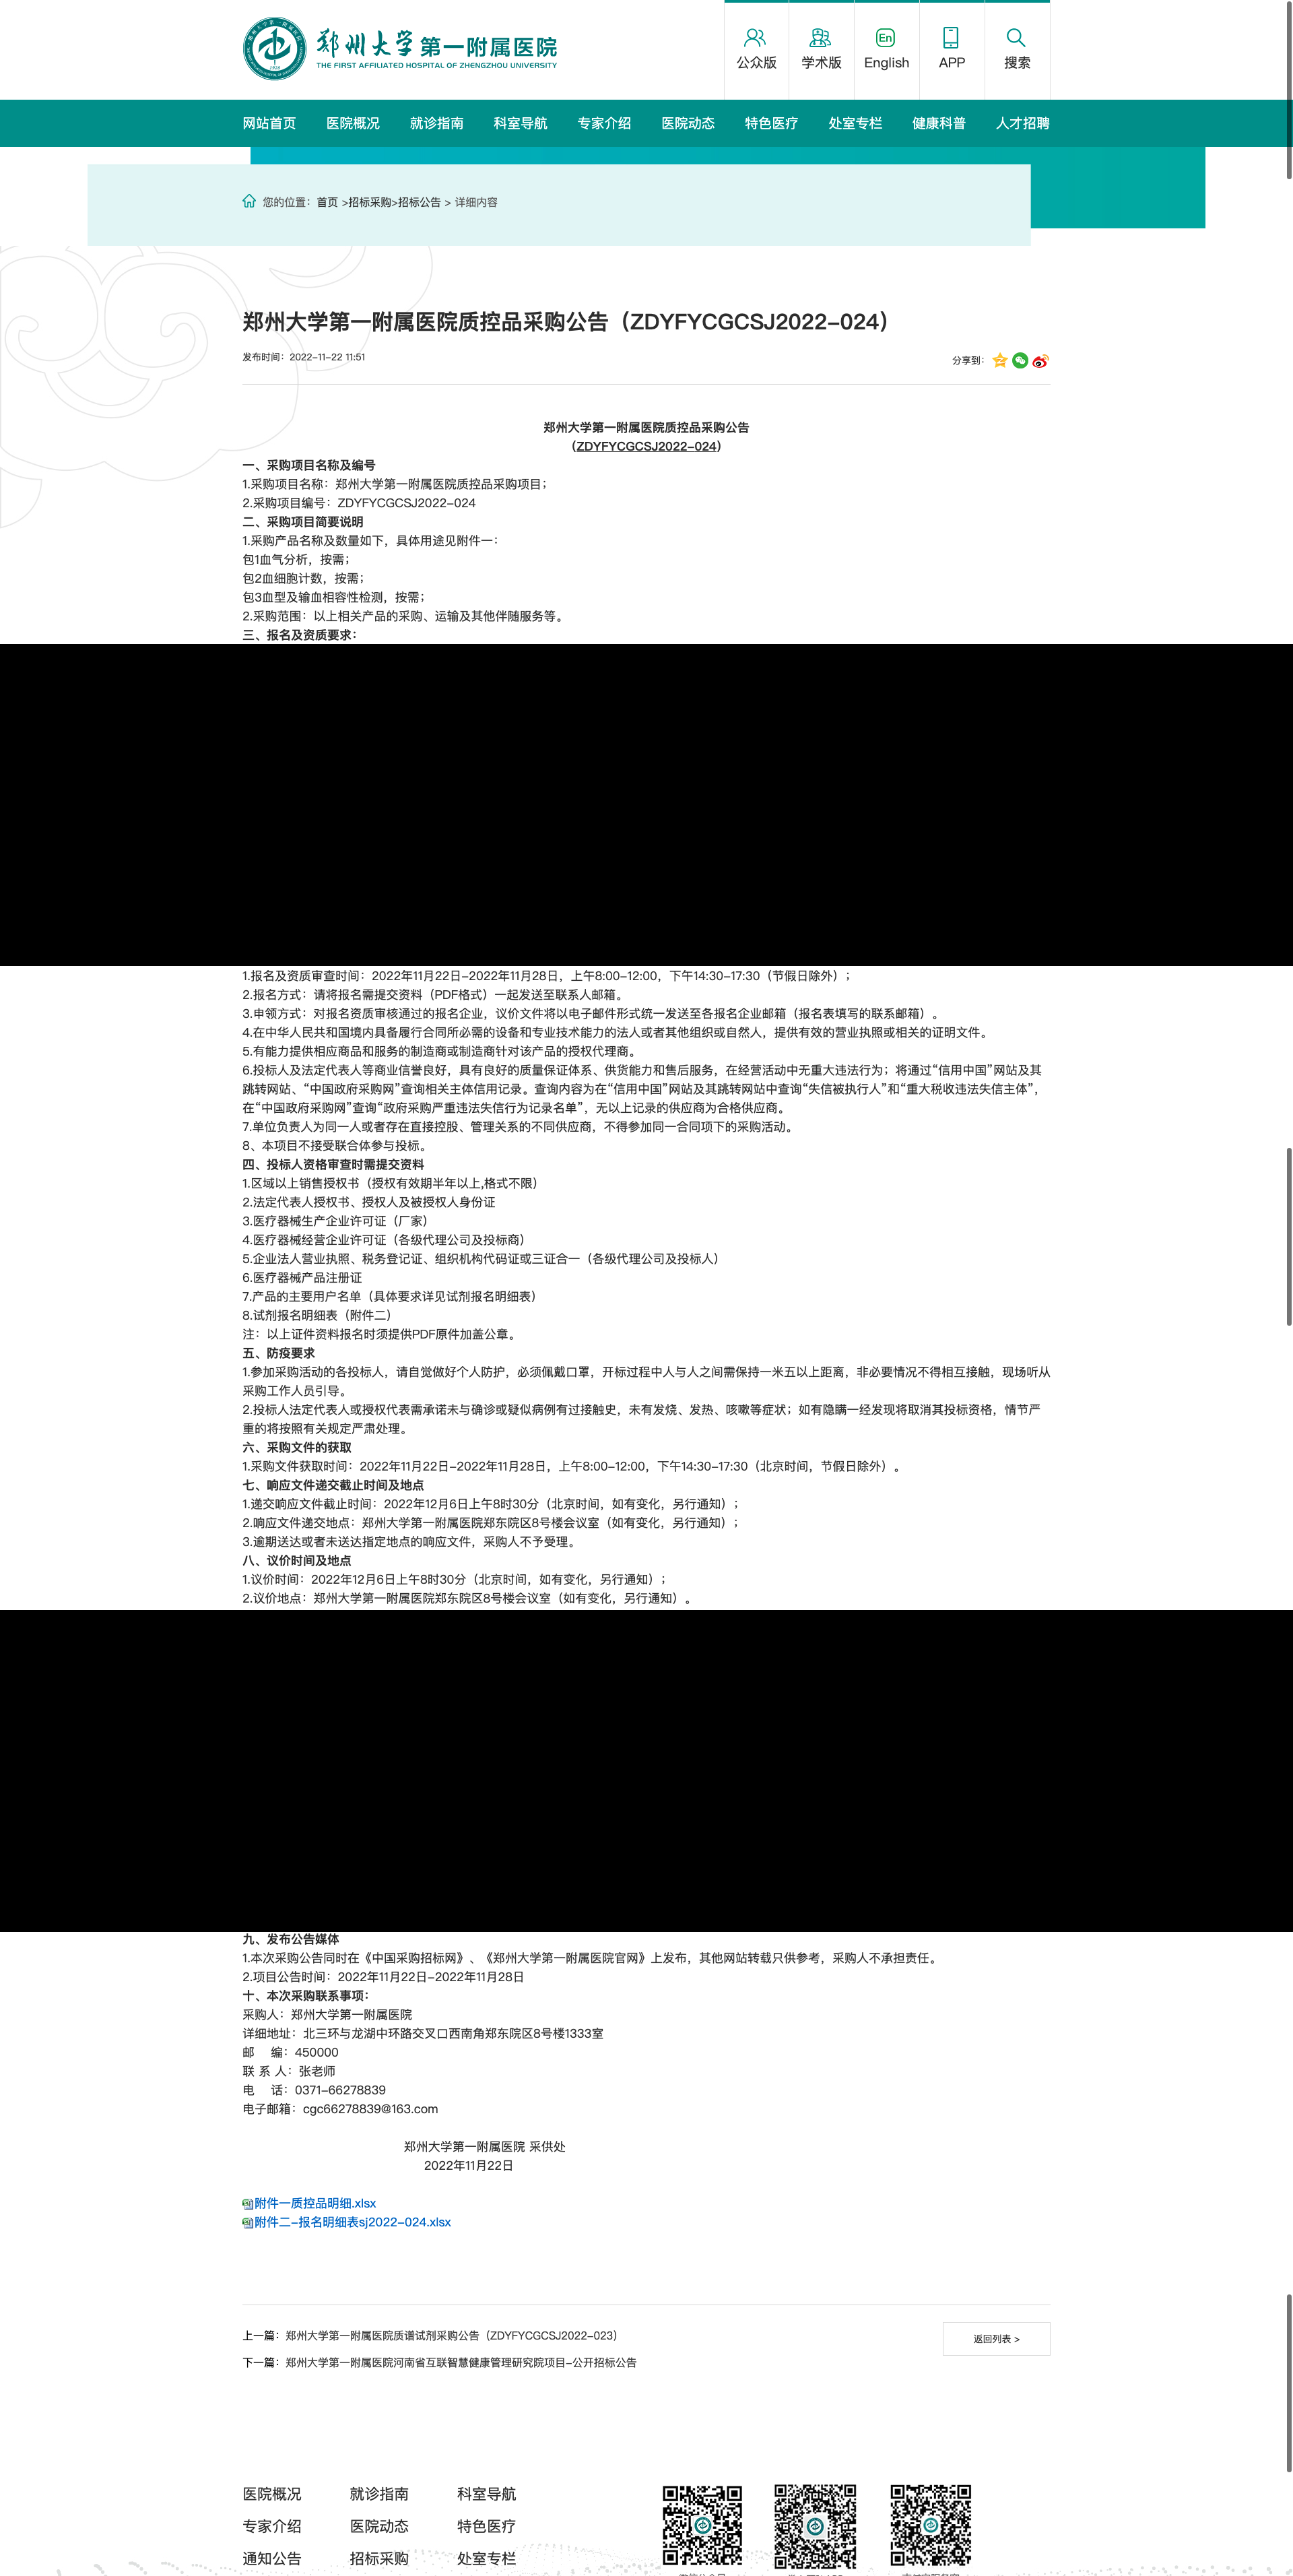 郑州大学 第一附属医院
THE FIRST AFFILIATED HOSPITAL OF ZHENGZHOU UNIVERSITY
公众版 学术版 English APP 搜索
网站首页 医院概况 就诊指南 科室导航 专家介绍 医院动态 特色医疗 处室专栏 健康科普 人才招聘
您的位置：首页 >招标采购>招标公告 > 详细内容
郑州大学第一附属医院质控品采购公告（ZDYFYCGCSJ2022-024）
发布时间：2022-11-22 11:51
分享到：
郑州大学第一附属医院质控品采购公告
（ZDYFYCGCSJ2022-024）
一、采购项目名称及编号
1.采购项目名称：郑州大学第一附属医院质控品采购项目；
2.采购项目编号：ZDYFYCGCSJ2022-024
二、采购项目简要说明
1.采购产品名称及数量如下，具体用途见附件一：
包1血气分析，按需；
包2血细胞计数，按需；
包3血型及输血相容性检测，按需；
2.采购范围：以上相关产品的采购、运输及其他伴随服务等。
三、报名及资质要求：
1.报名及资质审查时间：2022年11月22日-2022年11月28日，上午8:00-12:00，下午14:30-17:30（节假日除外）；
2.报名方式：请将报名需提交资料（PDF格式）一起发送至联系人邮箱。
3.申领方式：对报名资质审核通过的报名企业，议价文件将以电子邮件形式统一发送至各报名企业邮箱（报名表填写的联系邮箱）。
4.在中华人民共和国境内具备履行合同所必需的设备和专业技术能力的法人或者其他组织或自然人，提供有效的营业执照或相关的证明文件。
5.有能力提供相应商品和服务的制造商或制造商针对该产品的授权代理商。
6.投标人及法定代表人等商业信誉良好，具有良好的质量保证体系、供货能力和售后服务，在经营活动中无重大违法行为；将通过“信用中国”网站及其
跳转网站、“中国政府采购网”查询相关主体信用记录。查询内容为在“信用中国”网站及其跳转网站中查询“失信被执行人”和“重大税收违法失信主体”，
在“中国政府采购网”查询“政府采购严重违法失信行为记录名单”，无以上记录的供应商为合格供应商。
7.单位负责人为同一人或者存在直接控股、管理关系的不同供应商，不得参加同一合同项下的采购活动。
8、本项目不接受联合体参与投标。
四、投标人资格审查时需提交资料
1.区域以上销售授权书（授权有效期半年以上,格式不限）
2.法定代表人授权书、授权人及被授权人身份证
3.医疗器械生产企业许可证（厂家）
4.医疗器械经营企业许可证（各级代理公司及投标商）
5.企业法人营业执照、税务登记证、组织机构代码证或三证合一（各级代理公司及投标人）
6.医疗器械产品注册证
7.产品的主要用户名单（具体要求详见试剂报名明细表）
8.试剂报名明细表（附件二）
注：以上证件资料报名时须提供PDF原件加盖公章。
五、防疫要求
1.参加采购活动的各投标人，请自觉做好个人防护，必须佩戴口罩，开标过程中人与人之间需保持一米五以上距离，非必要情况不得相互接触，现场听从
采购工作人员引导。
2.投标人法定代表人或授权代表需承诺未与确诊或疑似病例有过接触史，未有发烧、发热、咳嗽等症状；如有隐瞒一经发现将取消其投标资格，情节严
重的将按照有关规定严肃处理。
六、采购文件的获取
1.采购文件获取时间：2022年11月22日-2022年11月28日，上午8:00-12:00，下午14:30-17:30（北京时间，节假日除外）。
七、响应文件递交截止时间及地点
1.递交响应文件截止时间：2022年12月6日上午8时30分（北京时间，如有变化，另行通知）；
2.响应文件递交地点：郑州大学第一附属医院郑东院区8号楼会议室（如有变化，另行通知）；
3.逾期送达或者未送达指定地点的响应文件，采购人不予受理。
八、议价时间及地点
1.议价时间：2022年12月6日上午8时30分（北京时间，如有变化，另行通知）；
2.议价地点：郑州大学第一附属医院郑东院区8号楼会议室（如有变化，另行通知）。
九、发布公告媒体
1.本次采购公告同时在《中国采购招标网》、《郑州大学第一附属医院官网》上发布，其他网站转载只供参考，采购人不承担责任。
2.项目公告时间：2022年11月22日-2022年11月28日
十、本次采购联系事项：
采购人：郑州大学第一附属医院
详细地址：北三环与龙湖中环路交叉口西南角郑东院区8号楼1333室
邮 编：450000
联 系 人：张老师
电 话：0371-66278839
电子邮箱：cgc66278839@163.com
郑州大学第一附属医院 采供处
2022年11月22日
附件一质控品明细.xlsx
附件二-报名明细表sj2022-024.xlsx
上一篇：郑州大学第一附属医院质谱试剂采购公告（ZDYFYCGCSJ2022-023）
返回列表 >
下一篇：郑州大学第一附属医院河南省互联智慧健康管理研究院项目-公开招标公告
医院概况 就诊指南 科室导航
专家介绍 医院动态 特色医疗
通知公告 招标采购 处室专栏